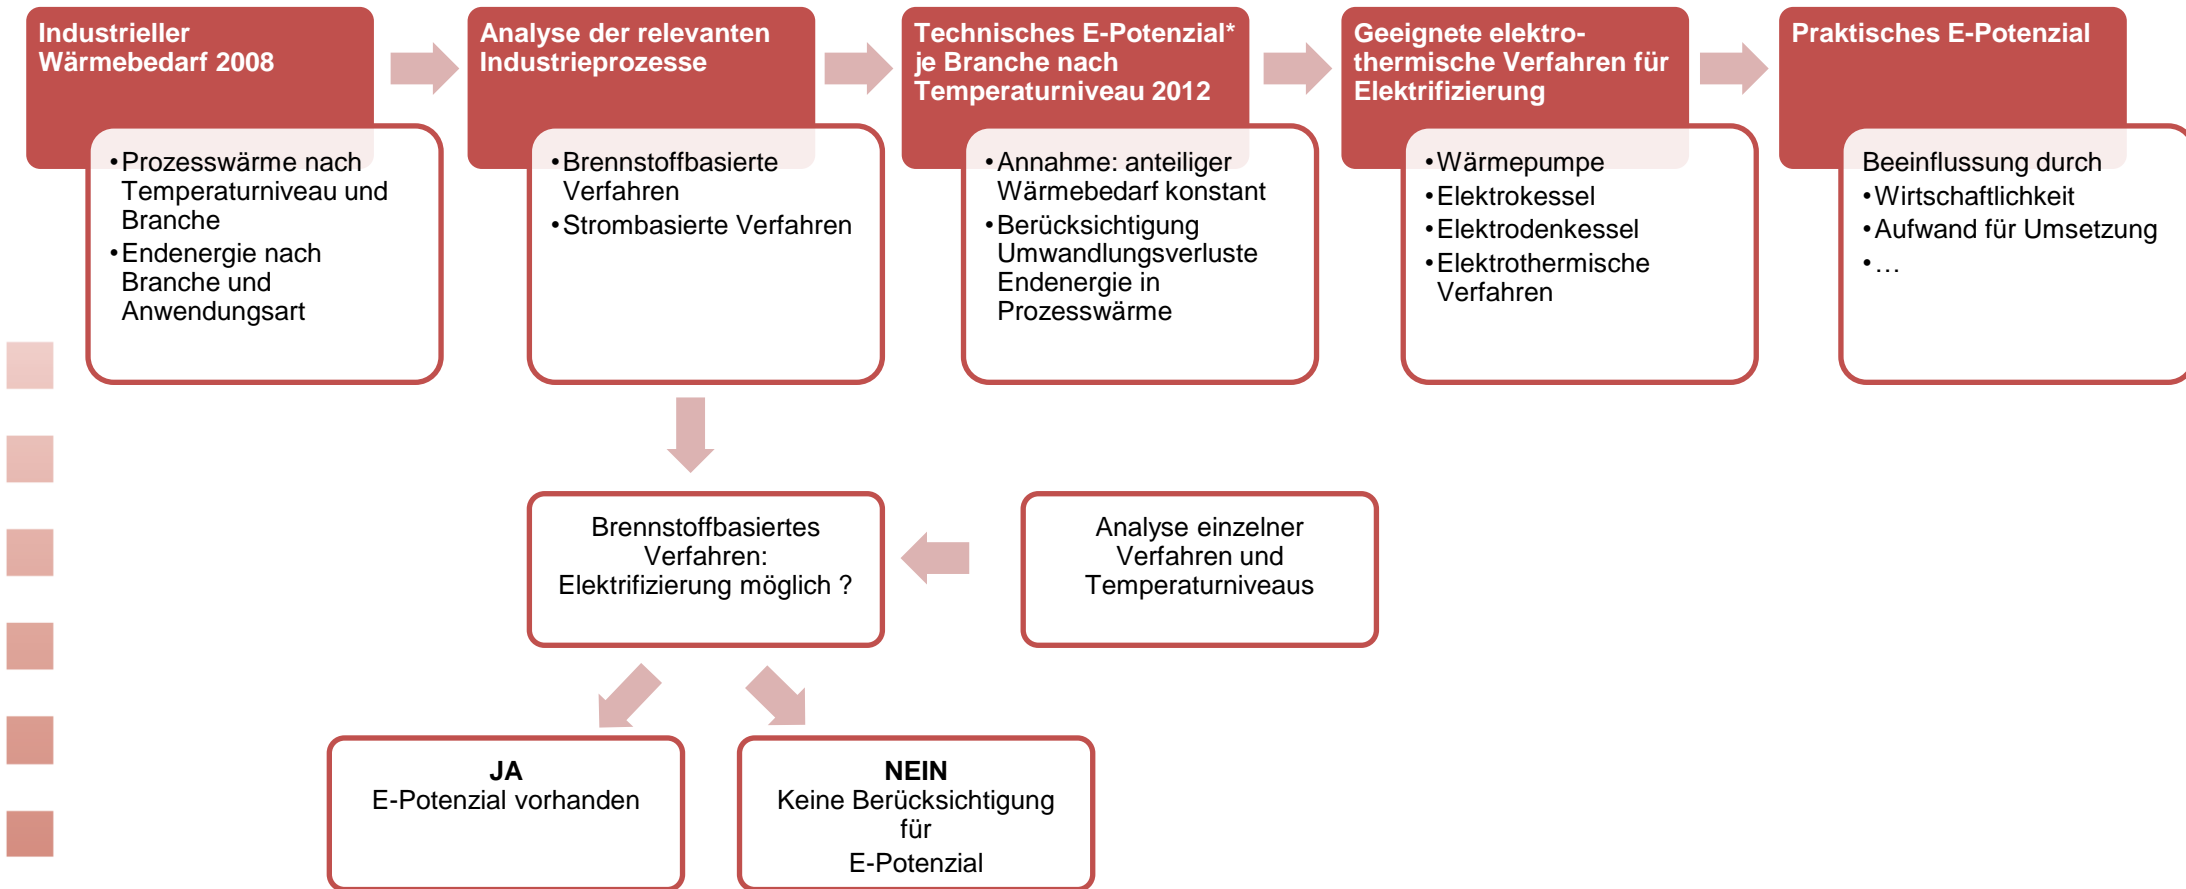 Industrieller
Wärmebedarf 2008
•Prozesswärme nach
Temperaturniveau und
Branche
•Endenergie nach
Branche und
Anwendungsart
Analyse der relevanten
Industrieprozesse
•Brennstoffbasierte
Verfahren
•Strombasierte Verfahren
Technisches E-Potenzial*
je Branche nach
Temperaturniveau 2012
•Annahme: anteiliger
Wärmebedarf konstant
•Berücksichtigung
Umwandlungsverluste
Endenergie in
Prozesswärme
Geeignete elektro-
thermische Verfahren für
Elektrifizierung
•Wärmepumpe
•Elektrokessel
•Elektrodenkessel
•Elektrothermische
Verfahren
Praktisches E-Potenzial
Beeinflussung durch
•Wirtschaftlichkeit
•Aufwand für Umsetzung
•…
Brennstoffbasiertes
Verfahren:
Elektrifizierung möglich ?
Analyse einzelner
Verfahren und
Temperaturniveaus
JA
E-Potenzial vorhanden
NEIN
Keine Berücksichtigung
für
E-Potenzial